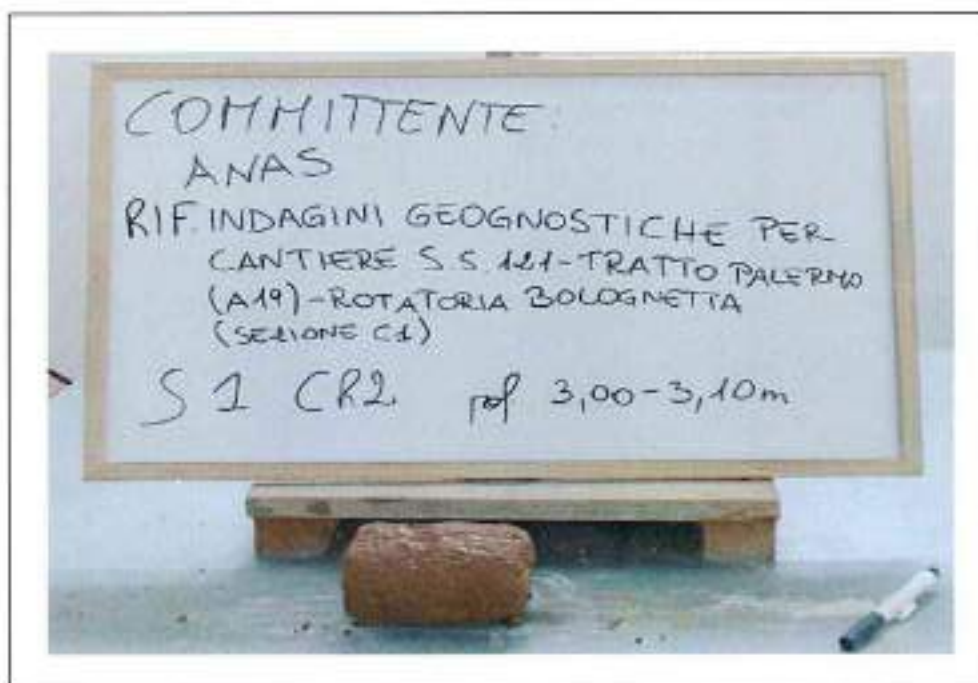 COMMITTENTE:
ANAS
RIF. INDAGINI GEOGNOSTICHE PER
CANTIERE S.S. 121-TRATTO PALERMO
(A19)-ROTATORIA BOLOGNETTA
(SEZIONE C1)
S1 CR2 prof 3,00-3,10m